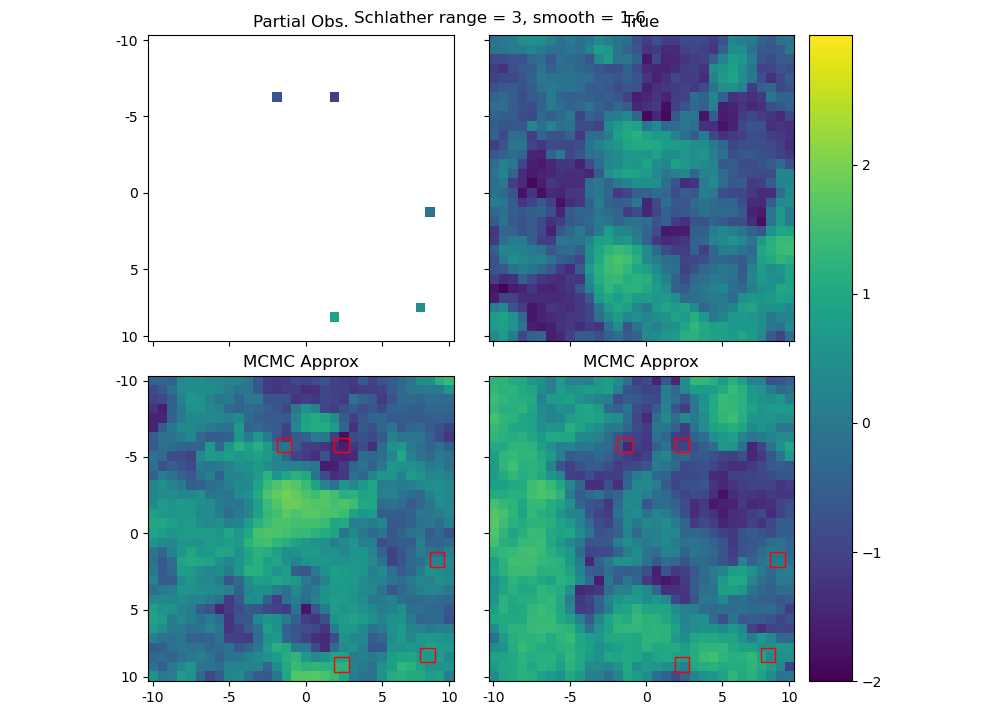 Schlather range = 3, smooth = 1.6
Partial Obs.
True
-10
-5
0
5
10
2
1
0
−1
−2
MCMC Approx
MCMC Approx
-10
-5
0
5
10
-10 -5 0 5 10
-10 -5 0 5 10